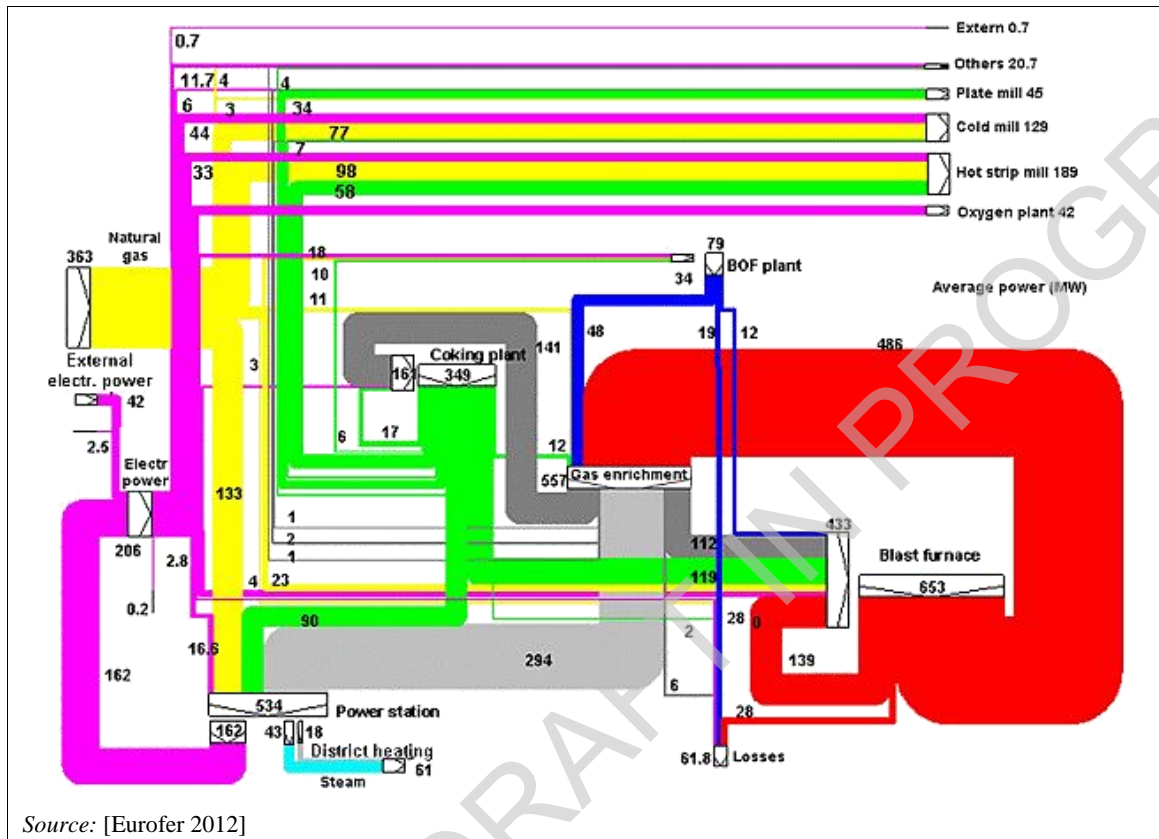 Extern 0.7
0.7
Others 20.7
11.7 4
4
Plate mill 45
6
3
34
Cold mill 129
44
77
7
33
98
Hot strip mill 189
58
Oxygen plant 42
Natural
gas
363
18
79
BOF plant
10
34
11
Average power (MW)
48
19
12
486
141
External
electr. power
3
Coking plant
161
349
42
2.5
6
17
12
Electr
power
Gas enrichment
557
133
1
433
206
2
112
Blast furnace
2.8
1
4
23
119
653
0.2
90
28
0
2
16.6
294
139
162
6
28
534
Power station
162
43
18
District heating
61
Steam
61.8
Losses
DRAFT IN PROGR
Source: [Eurofer 2012]